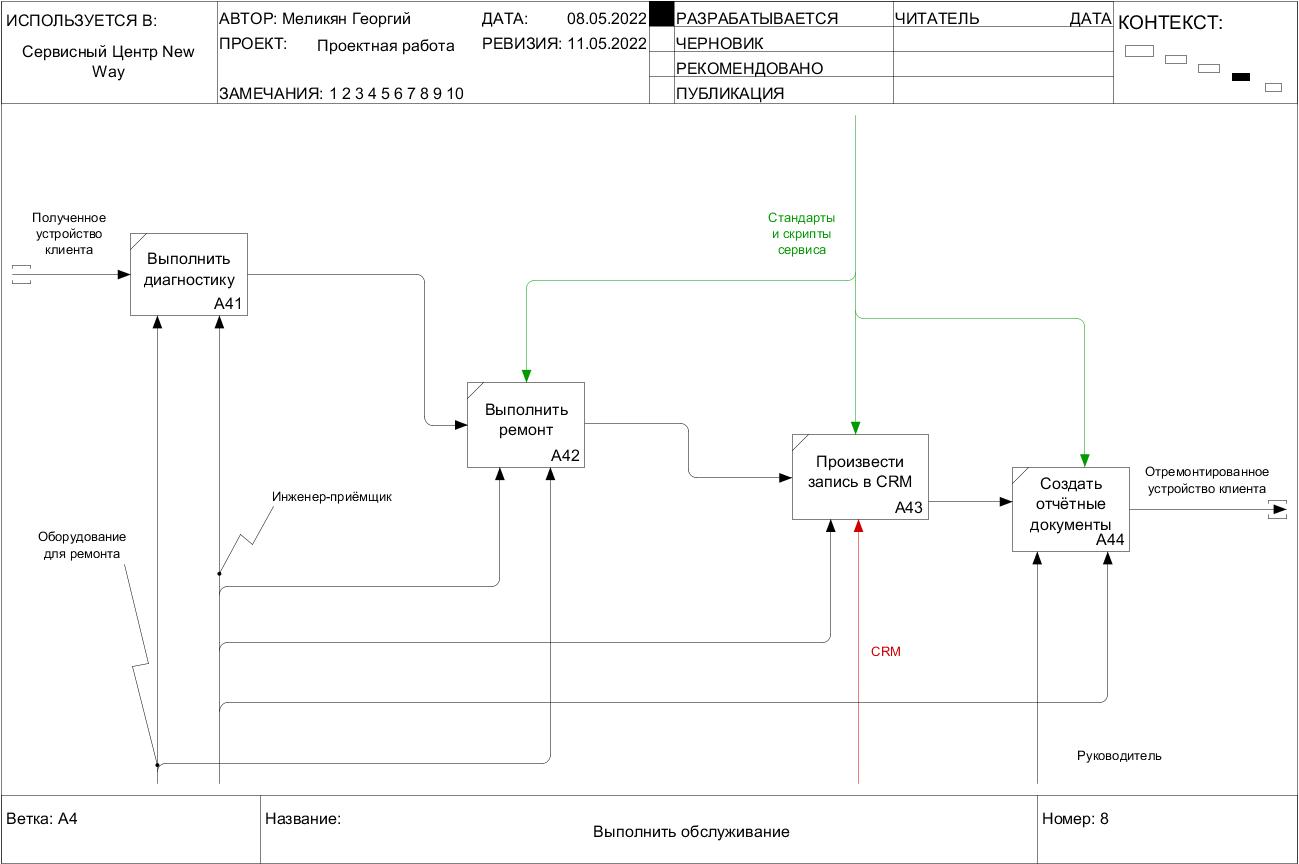 ИСПОЛЬЗУЕТСЯ В:
Сервисный Центр New
Way
АВТОР: Меликян Георгий
ДАТА: 08.05.2022
ПРОЕКТ: Проектная работа
РЕВИЗИЯ: 11.05.2022
ЗАМЕЧАНИЯ: 1 2 3 4 5 6 7 8 9 10
РАЗРАБАТЫВАЕТСЯ
ЧЕРНОВИК
РЕКОМЕНДОВАНО
ПУБЛИКАЦИЯ
ЧИТАТЕЛЬ ДАТА
КОНТЕКСТ:
Полученное
устройство
клиента
Выполнить
диагностику
A41
Стандарты
и скрипты
сервиса
Выполнить
ремонт
A42
Произвести
запись в CRM
A43
Создать
отчётные
документы
A44
Отремонтированное
устройство клиента
Инженер-приёмщик
Оборудование
для ремонта
CRM
Руководитель
Ветка: A4
Название:
Выполнить обслуживание
Номер: 8